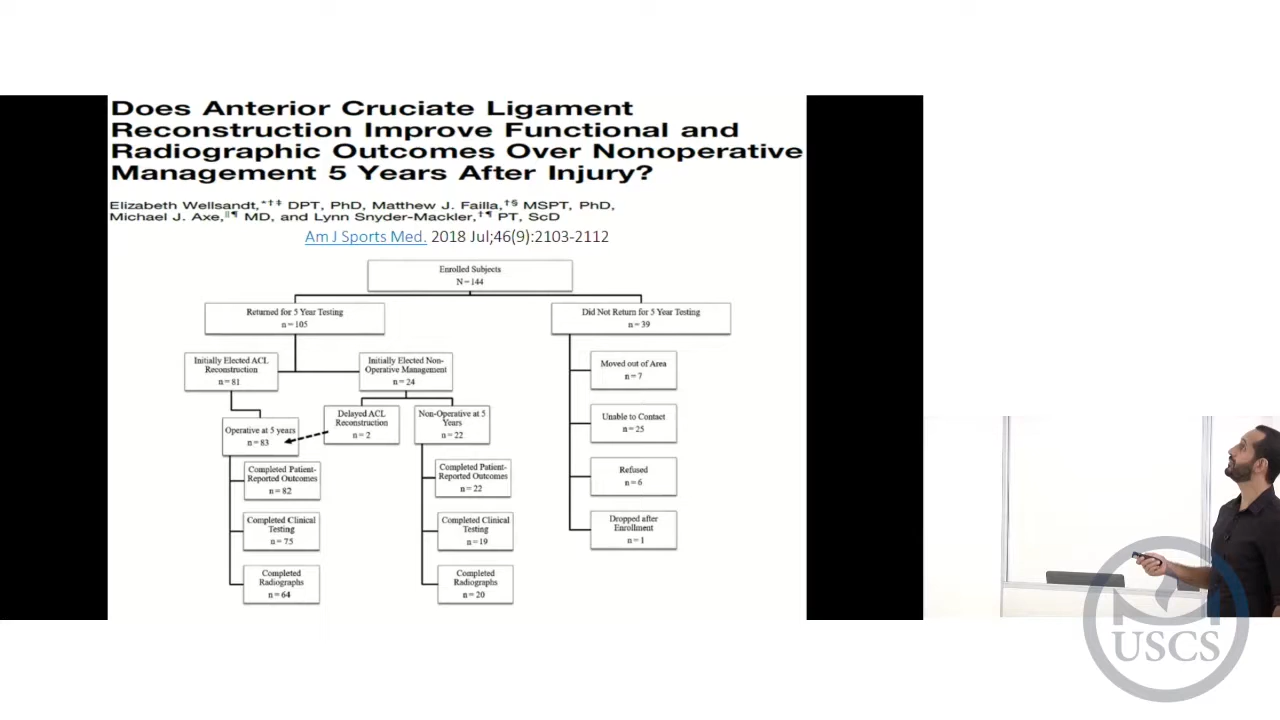 Does Anterior Cruciate Ligament
Reconstruction Improve Functional and
Radiographic Outcomes Over Nonoperative
Management 5 Years After Injury?
Elizabeth Wellsandt,*†‡ DPT, PhD, Matthew J. Failla,†§ MSPT, PhD,
Michael J. Axe,||¶ MD, and Lynn Snyder-Mackler,†¶ PT, ScD
Am J Sports Med. 2018 Jul;46(9):2103-2112
Enrolled Subjects
N = 144
Returned for 5 Year Testing
n = 105
Did Not Return for 5 Year Testing
n = 39
Initially Elected ACL
Reconstruction
n = 81
Initially Elected Non-
Operative Management
n = 24
Moved out of Area
n = 7
Operative at 5 years
n = 83
Delayed ACL
Reconstruction
n = 2
Non-Operative at 5
Years
n = 22
Unable to Contact
n = 25
Completed Patient-
Reported Outcomes
n = 82
Completed Patient-
Reported Outcomes
n = 22
Refused
n = 6
Completed Clinical
Testing
n = 75
Completed Clinical
Testing
n = 19
Dropped after
Enrollment
n = 1
Completed
Radiographs
n = 64
Completed
Radiographs
n = 20
USCS